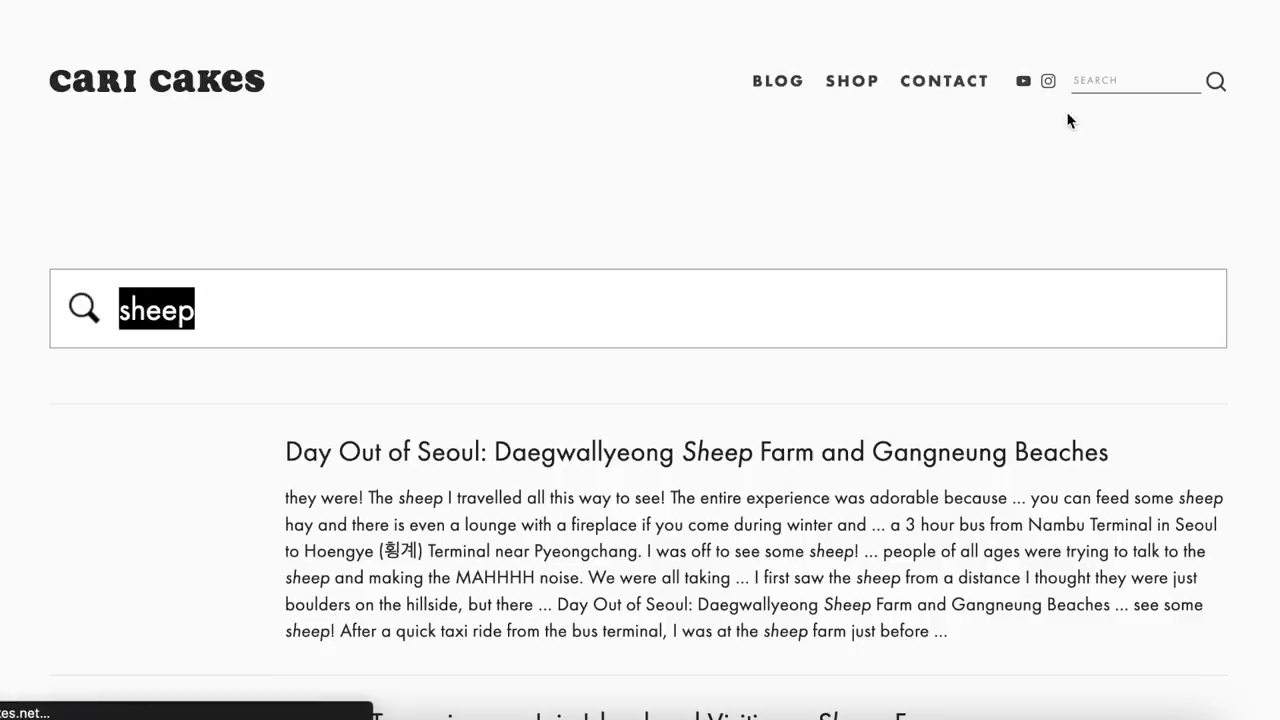 cari cakes
BLOG SHOP CONTACT SEARCH
sheep
Day Out of Seoul: Daegwallyeong Sheep Farm and Gangneung Beaches
they were! The sheep I travelled all this way to see! The entire experience was adorable because ... you can feed some sheep
hay and there is even a lounge with a fireplace if you come during winter and ... a 3 hour bus from Nambu Terminal in Seoul
to Hoengye (횡계) Terminal near Pyeongchang. I was off to see some sheep! ... people of all ages were trying to talk to the
sheep and making the MAHHHH noise. We were all taking ... I first saw the sheep from a distance I thought they were just
boulders on the hillside, but there ... Day Out of Seoul: Daegwallyeong Sheep Farm and Gangneung Beaches ... see some
sheep! After a quick taxi ride from the bus terminal, I was at the sheep farm just before ...